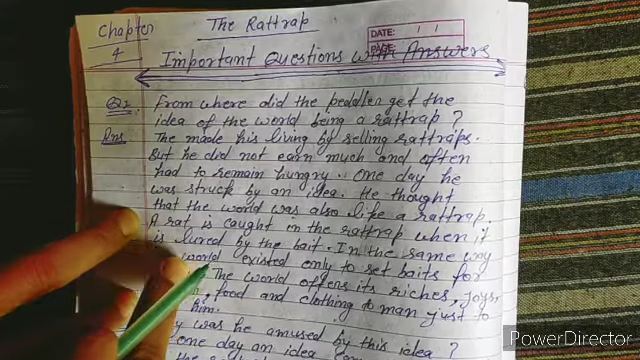 Chapter
4
The Rattrap
DATE:
PAGE:
Important Questions with Answers
Q1. From where did the peddler get the
idea of the world being a rattrap ?
Ans The made his living by selling rattraps.
But he did not earn much and often
had to remain hungry. One day he
was struck by an idea. He thought
that the world was also like a rattrap.
A rat is caught in the rattrap when it
is lured by the bait. In the same way
world existed only to set baits for
The world offers its riches, joys,
food and clothing to man just to
him.
was he amused by this idea ?
one day an idea
PowerDirector